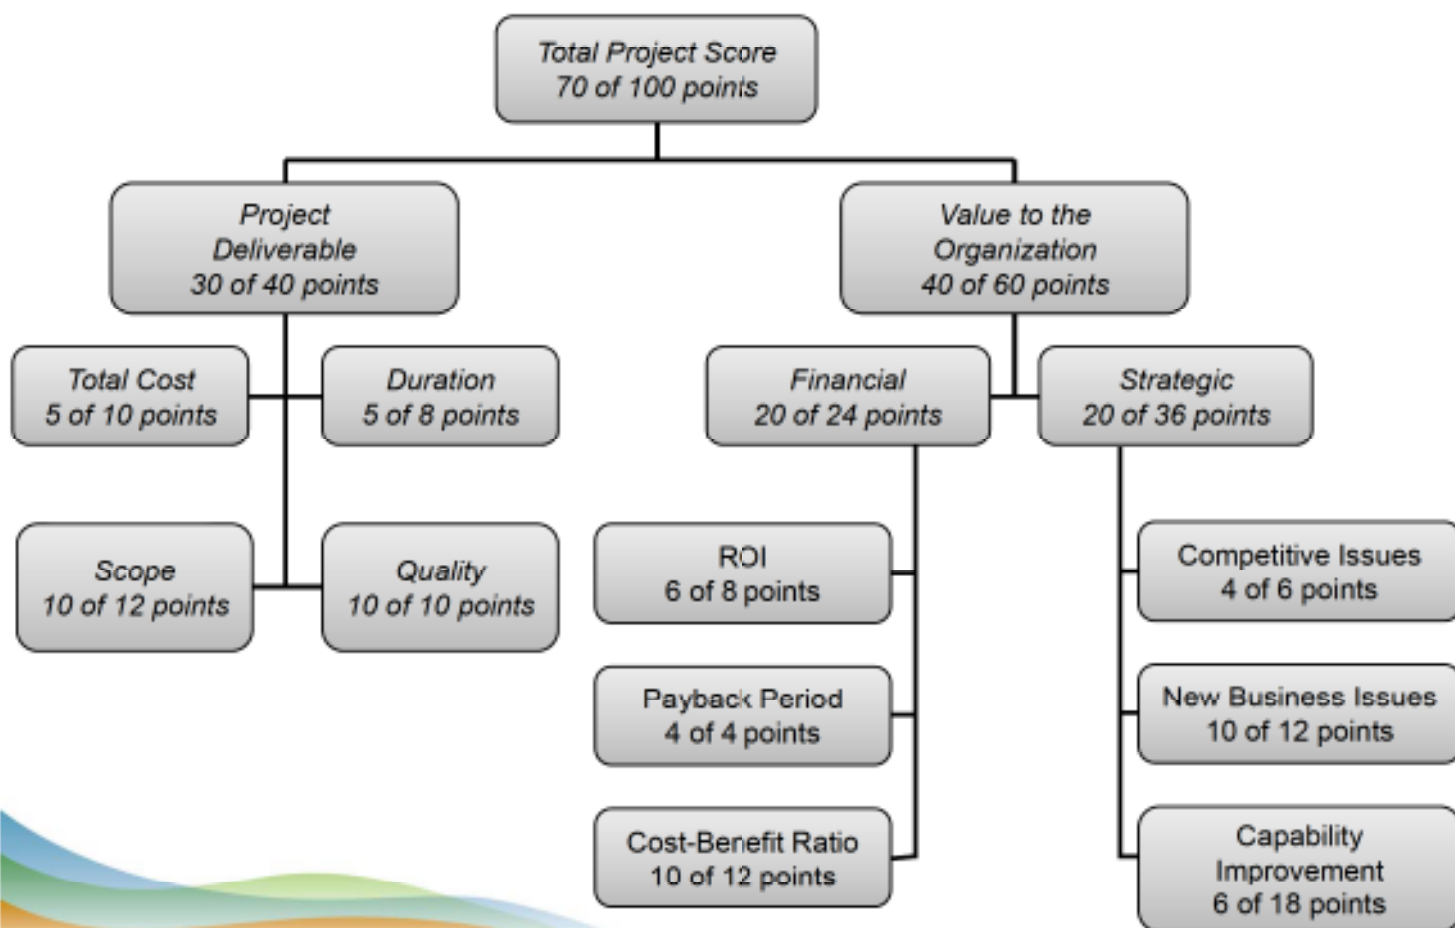 Total Project Score
70 of 100 points
Project
Deliverable
30 of 40 points
Value to the
Organization
40 of 60 points
Total Cost
5 of 10 points
Duration
5 of 8 points
Financial
20 of 24 points
Strategic
20 of 36 points
Scope
10 of 12 points
Quality
10 of 10 points
ROI
6 of 8 points
Competitive Issues
4 of 6 points
Payback Period
4 of 4 points
New Business Issues
10 of 12 points
Cost-Benefit Ratio
10 of 12 points
Capability
Improvement
6 of 18 points